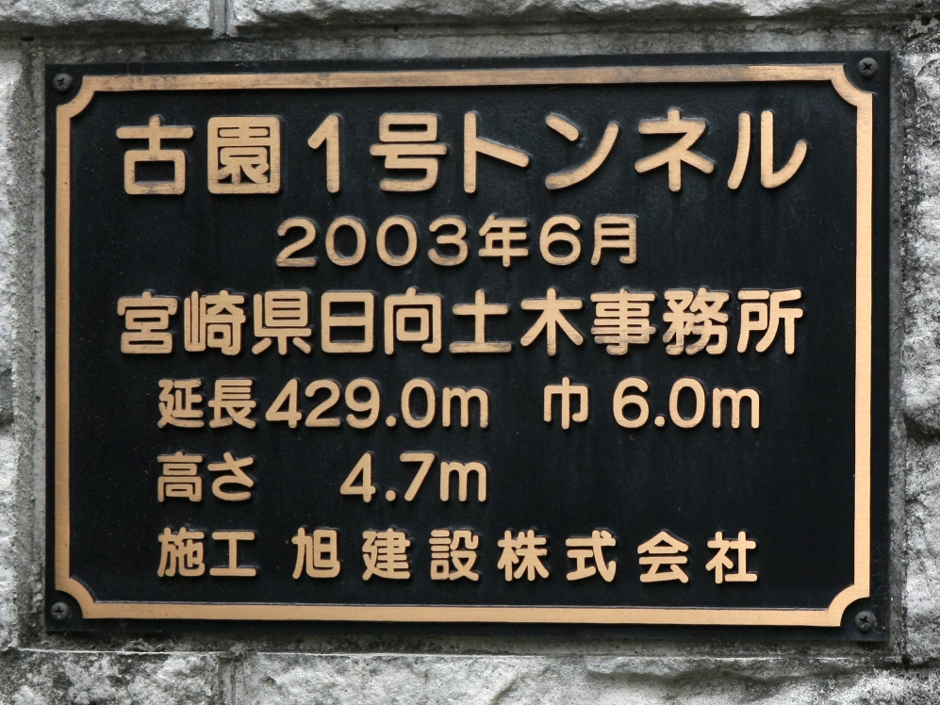 古園1号トンネル
2003年6月
宮崎県日向土木事務所
延長429.0m 巾6.0m
高さ 4.7m
施工 旭建設株式会社